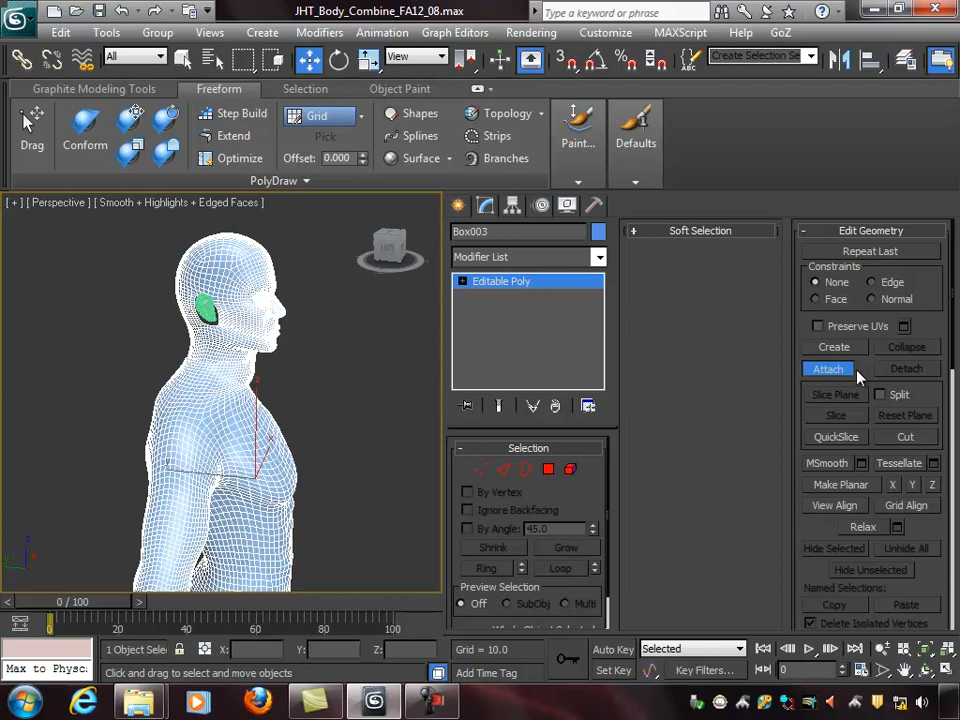 JHT_Body_Combine_FA12_08.max
Type a keyword or phrase
Edit Tools Group Views Create Modifiers Animation Graph Editors Rendering Customize MAXScript Help GoZ
All
View
Create Selection Se
Graphite Modeling Tools Freeform Selection Object Paint
Drag
Conform
Step Build
Extend
Optimize
Grid
Pick
Offset: 0.000
Shapes
Splines
Surface
Topology
Strips
Branches
Paint...
Defaults
PolyDraw
[ + ] [ Perspective ] [ Smooth + Highlights + Edged Faces ]
Box003
Modifier List
Editable Poly
Selection
By Vertex
Ignore Backfacing
By Angle: 45.0
Shrink Grow
Ring Loop
Preview Selection
Off SubObj Multi
Soft Selection
Edit Geometry
Repeat Last
Constraints
None Edge
Face Normal
Preserve UVs
Create Collapse
Attach Detach
Slice Plane Split
Slice Reset Plane
QuickSlice Cut
MSmooth Tessellate
Make Planar X Y Z
View Align Grid Align
Relax
Hide Selected Unhide All
Hide Unselected
Named Selections:
Copy Paste
Delete Isolated Vertices
0 / 100
0 20 40 60 80 100
1 Object Selec
X: Y: Z:
Grid = 10.0
Auto Key
Selected
Max to Physc
Click and drag to select and move objects
Add Time Tag
Set Key
Key Filters...
0